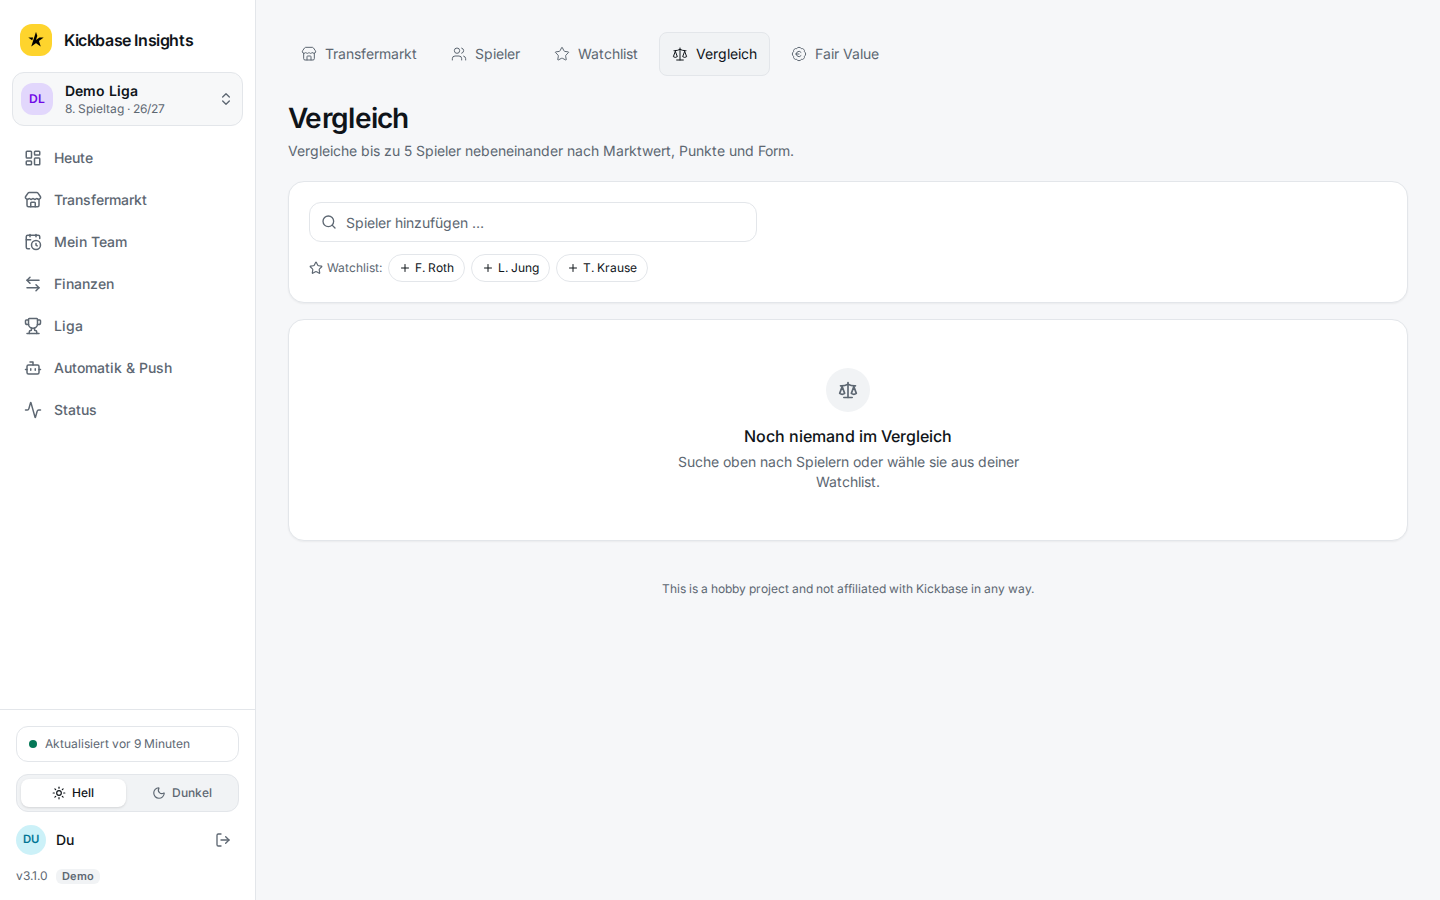 Kickbase Insights
DL
Demo Liga
8. Spieltag · 26/27
Heute
Transfermarkt
Mein Team
Finanzen
Liga
Automatik & Push
Status
Aktualisiert vor 9 Minuten
Hell
Dunkel
DU
Du
v3.1.0
Demo
Transfermarkt
Spieler
Watchlist
Vergleich
Fair Value
Vergleich
Vergleiche bis zu 5 Spieler nebeneinander nach Marktwert, Punkte und Form.
Spieler hinzufügen ...
Watchlist:
F. Roth
L. Jung
T. Krause
Noch niemand im Vergleich
Suche oben nach Spielern oder wähle sie aus deiner
Watchlist.
This is a hobby project and not affiliated with Kickbase in any way.